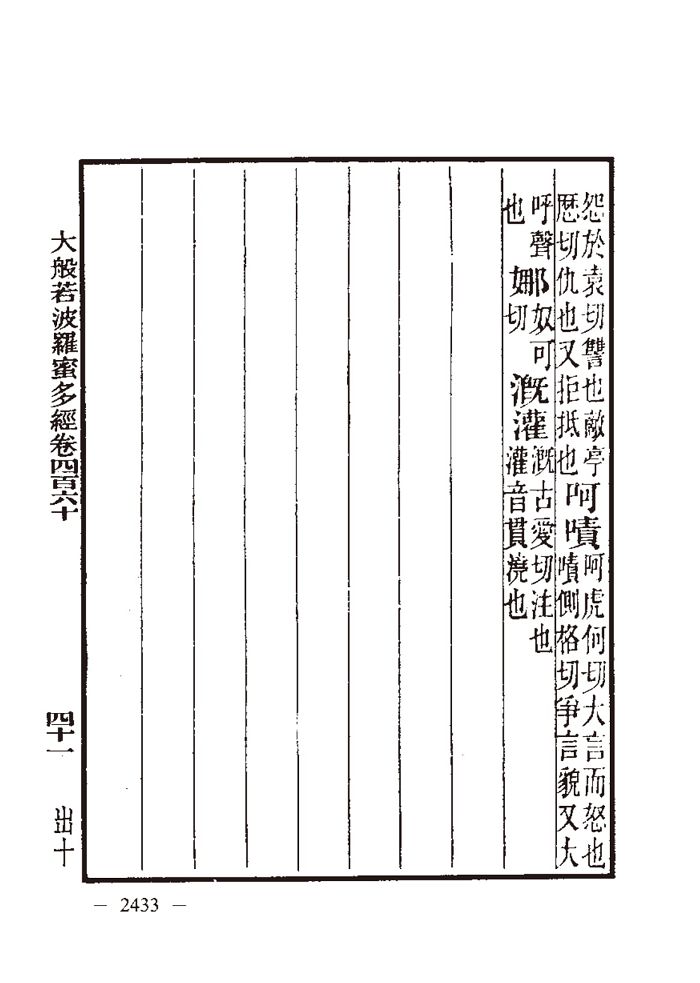 怨於袁切讐也敵亭
歴切仇也又拒抵也
呵嘖
呵虎何切大言而怒也
嘖側格切爭言貌又大
呼聲
也
娜
奴可
切
溉灌
溉古愛切注也
灌音貫澆也
大般若波羅蜜多經卷四百六十
四十一
出十
— 2433 —